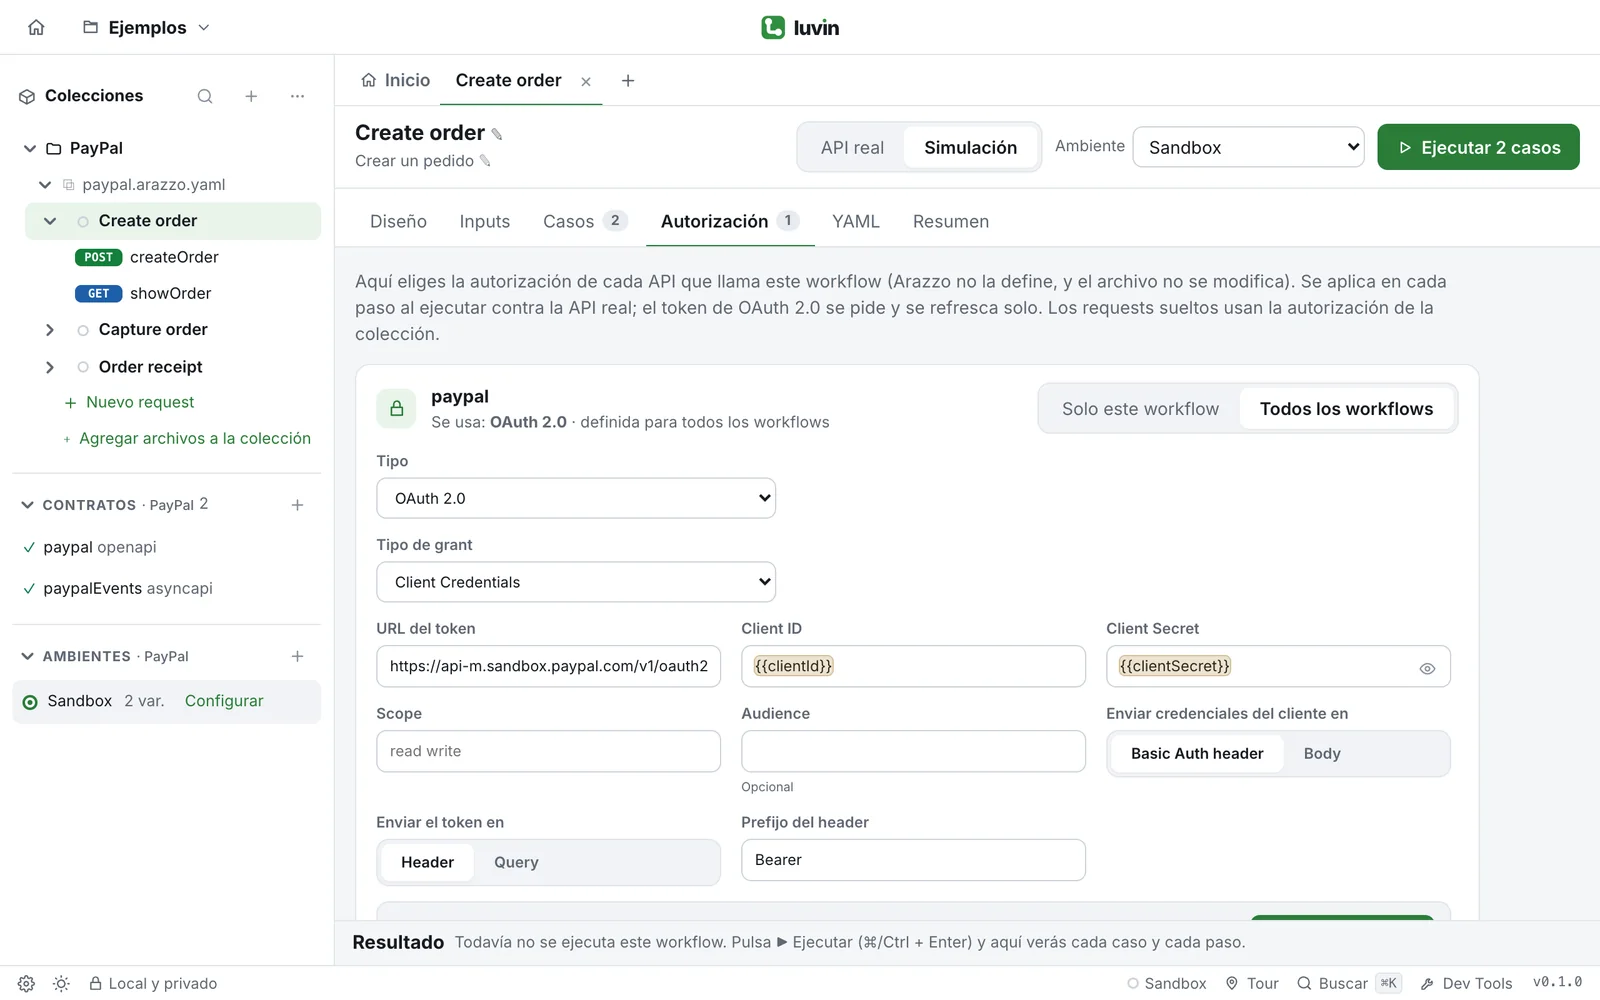 Ejemplos
luvin
Colecciones
Inicio
Create order
PayPal
paypal.arazzo.yaml
Create order
POST createOrder
GET showOrder
Capture order
Order receipt
+ Nuevo request
+ Agregar archivos a la colección
CONTRATOS · PayPal 2
paypal openapi
paypalEvents asyncapi
AMBIENTES · PayPal
Sandbox 2 var. Configurar
Create order
Crear un pedido
API real Simulación
Ambiente Sandbox
Ejecutar 2 casos
Diseño Inputs Casos 2 Autorización 1 YAML Resumen
Aquí eliges la autorización de cada API que llama este workflow (Arazzo no la define, y el archivo no se modifica). Se aplica en cada
paso al ejecutar contra la API real; el token de OAuth 2.0 se pide y se refresca solo. Los requests sueltos usan la autorización de la
colección.
paypal
Se usa: OAuth 2.0 · definida para todos los workflows
Solo este workflow Todos los workflows
Tipo
OAuth 2.0
Tipo de grant
Client Credentials
URL del token Client ID Client Secret
https://api-m.sandbox.paypal.com/v1/oauth2 {{clientId}} {{clientSecret}}
Scope Audience Enviar credenciales del cliente en
read write Basic Auth header Body
Opcional
Enviar el token en Prefijo del header
Header Query Bearer
Resultado Todavía no se ejecuta este workflow. Pulsa ▶ Ejecutar (⌘/Ctrl + Enter) y aquí verás cada caso y cada paso.
Local y privado
Sandbox Tour Buscar ⌘K Dev Tools v0.1.0